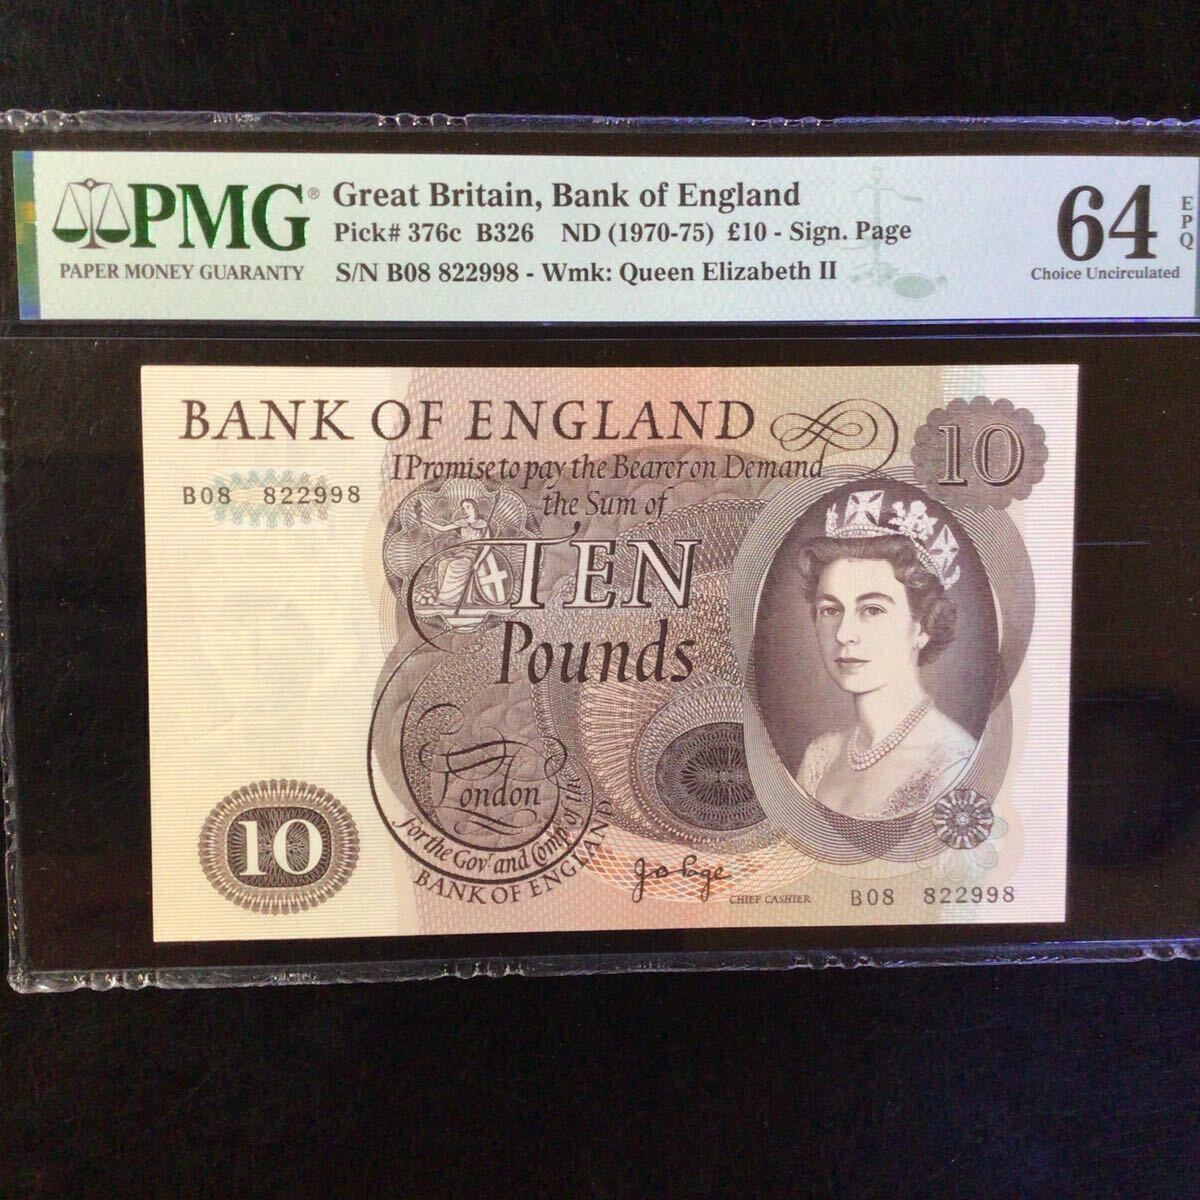 PMG®
PAPER MONEY GUARANTY
Great Britain, Bank of England
Pick# 376c B326 ND (1970-75) £10 - Sign. Page
S/N B08 822998 - Wmk: Queen Elizabeth II
64
EPQ
Choice Uncirculated
BANK OF ENGLAND
10
I Promise to pay the Bearer on Demand
the Sum of
B08 822998
TEN
Pounds
London
For the Govr. and Compa. of the
BANK OF ENGLAND
10
Jo Page
CHIEF CASHIER
B08 822998